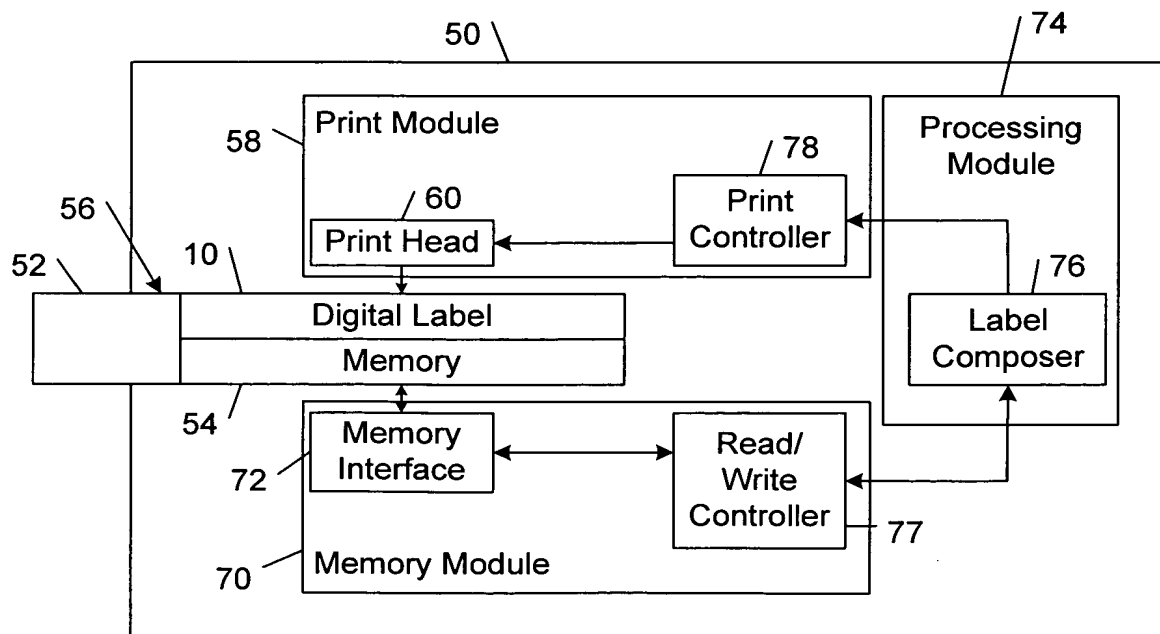 50
74
Print Module
58
Processing
Module
78
60
Print
Controller
Print Head
56
52
10
76
Digital Label
Label
Composer
Memory
54
Memory
Interface
72
Read/
Write
Controller
77
70
Memory Module